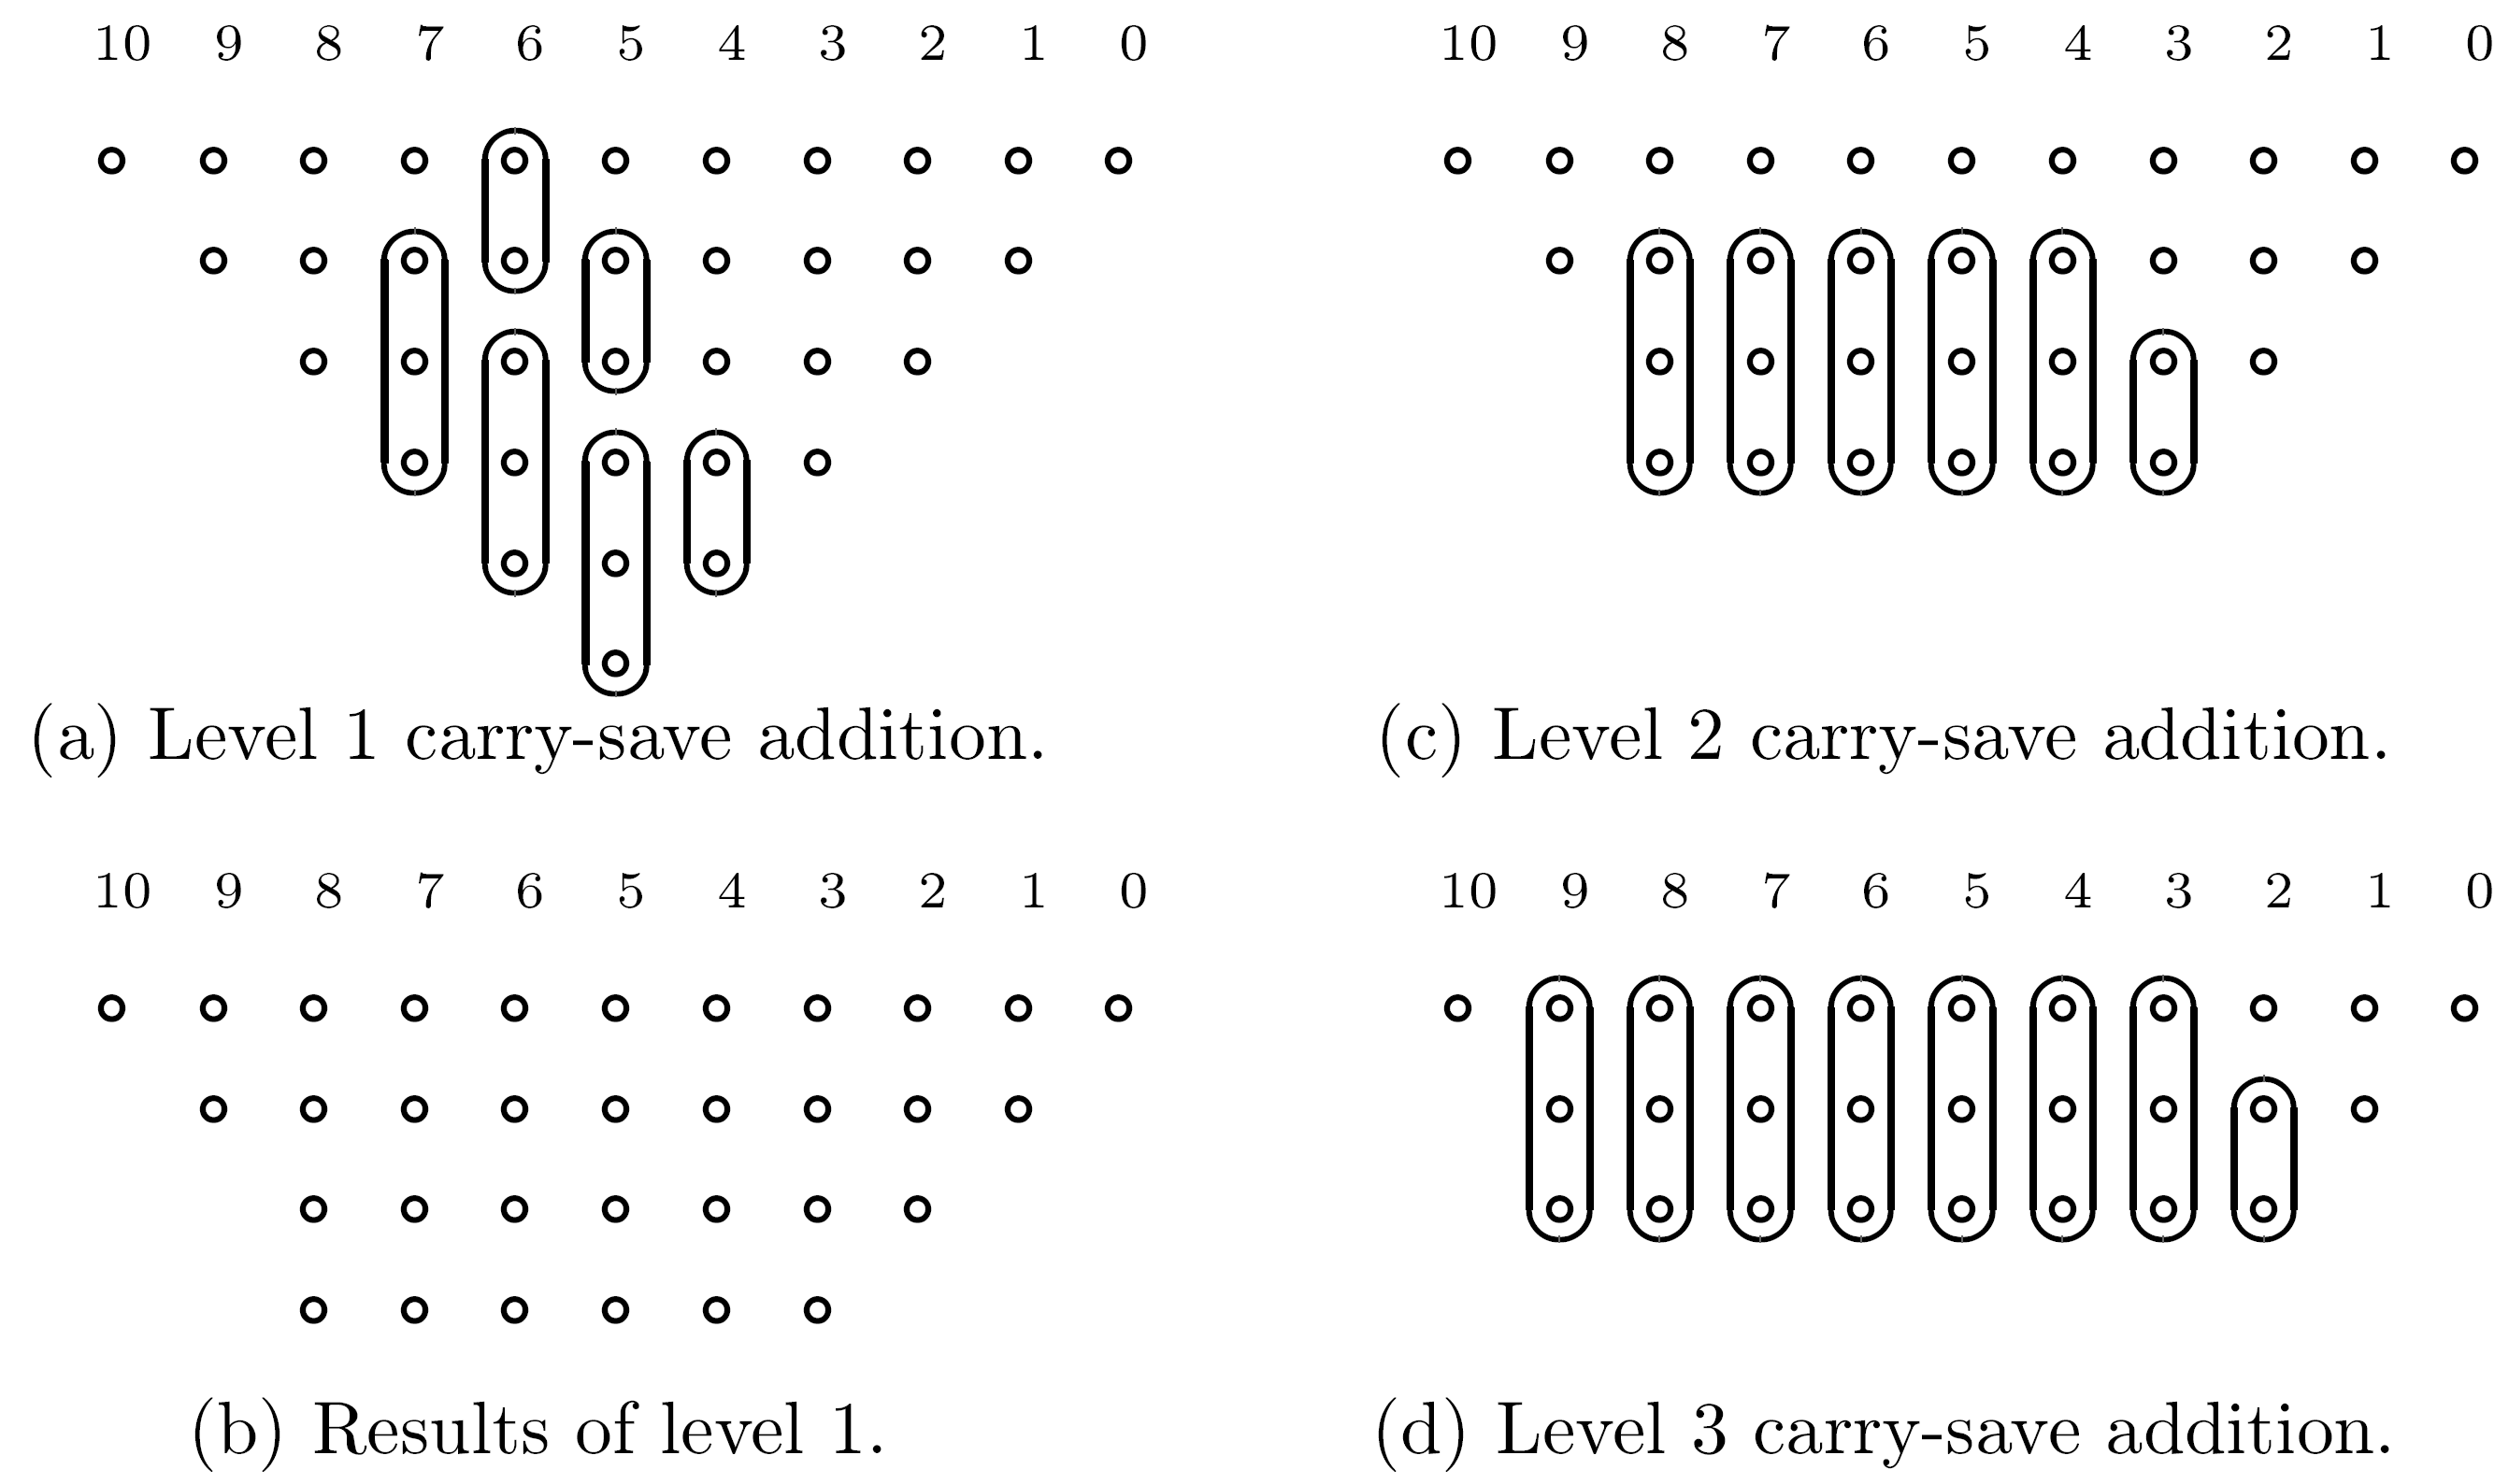 10 9 8 7 6 5 4 3 2 1 0
(a) Level 1 carry-save addition.
10 9 8 7 6 5 4 3 2 1 0
(b) Results of level 1.
10 9 8 7 6 5 4 3 2 1 0
(c) Level 2 carry-save addition.
10 9 8 7 6 5 4 3 2 1 0
(d) Level 3 carry-save addition.